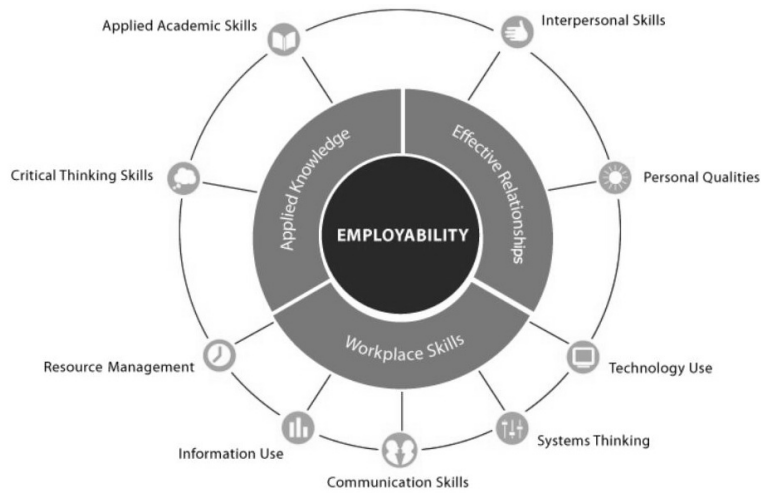 Applied Academic Skills
Interpersonal Skills
Critical Thinking Skills
Personal Qualities
Applied Knowledge
Effective Relationships
EMPLOYABILITY
Workplace Skills
Resource Management
Technology Use
Information Use
Systems Thinking
Communication Skills